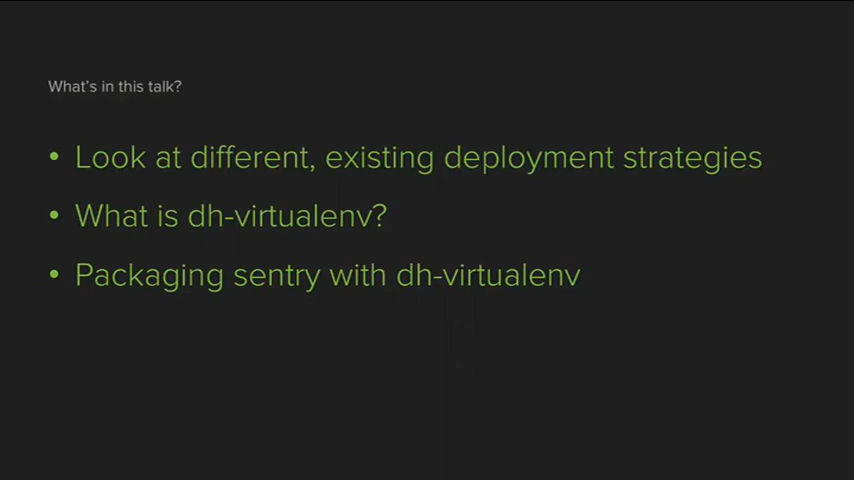 What's in this talk?
• Look at different, existing deployment strategies
• What is dh-virtualenv?
• Packaging sentry with dh-virtualenv